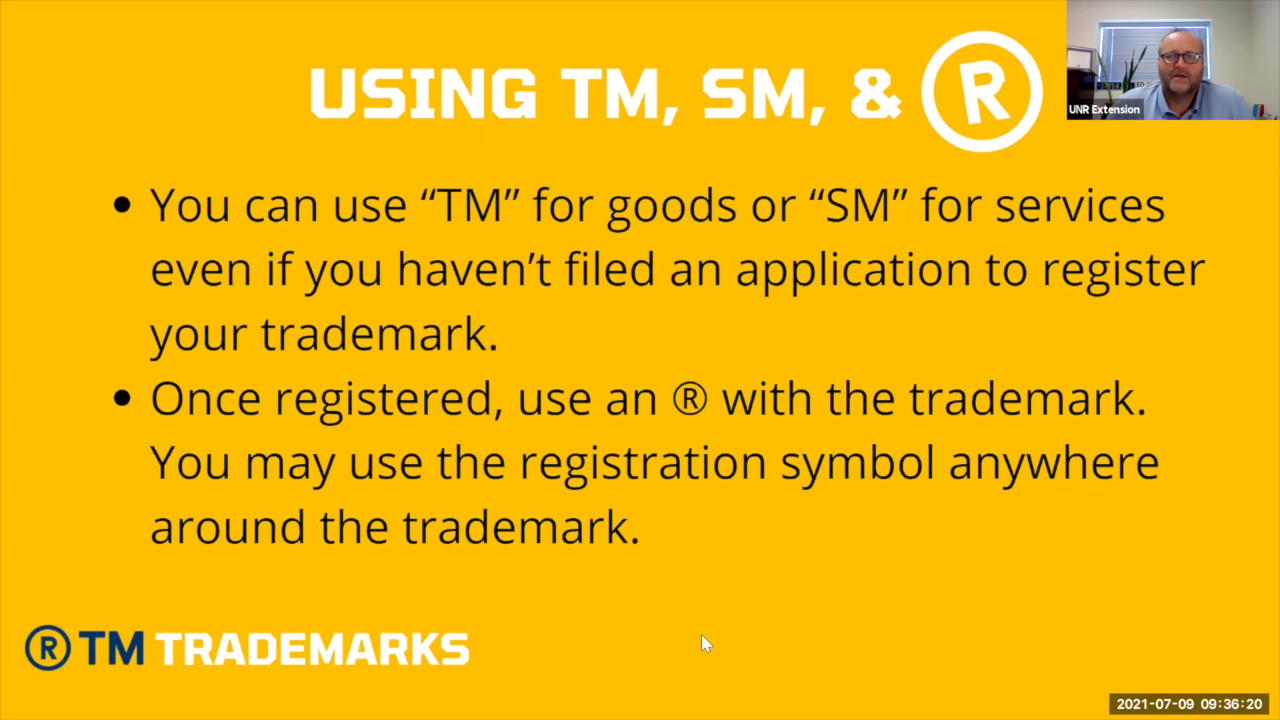 USING TM, SM, & ®
UNR Extension
• You can use “TM” for goods or “SM” for services
even if you haven’t filed an application to register
your trademark.
• Once registered, use an ® with the trademark.
You may use the registration symbol anywhere
around the trademark.
® TM TRADEMARKS
2021-07-09 09:36:20